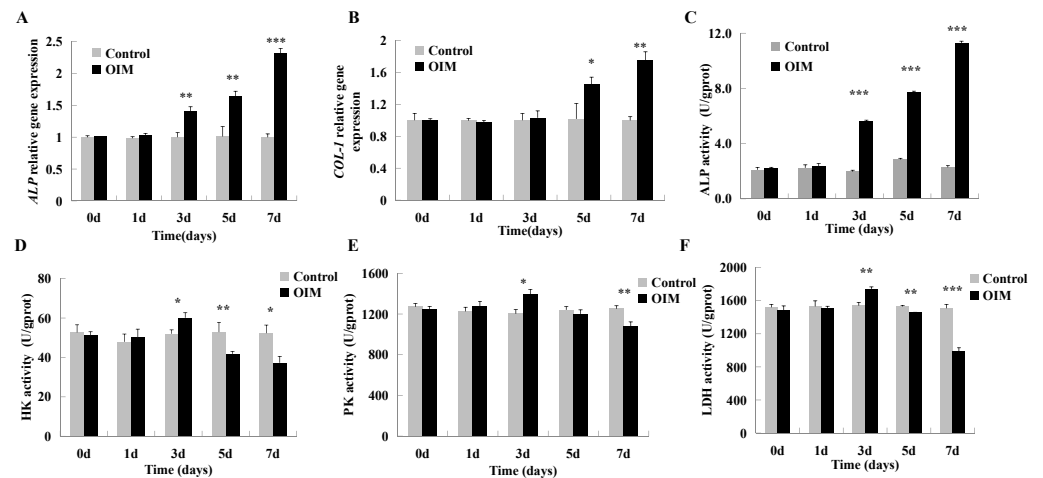 A
ALP relative gene expression
2.5
2
1.5
1
0.5
0
Control
OIM
**
**
***
0d 1d 3d 5d 7d
Time(days)
B
COL-1 relative gene
expression
2
1.6
1.2
0.8
0.4
0
Control
OIM
*
**
0d 1d 3d 5d 7d
Time(days)
C
ALP activity (U/gprot)
12.0
8.0
4.0
0.0
Control
OIM
***
***
***
0d 1d 3d 5d 7d
Time (days)
D
HK activity (U/gprot)
80
60
40
20
0
Control
OIM
*
**
*
0d 1d 3d 5d 7d
Time (days)
E
PK activity (U/gprot)
1600
1200
800
400
0
Control
OIM
*
**
0d 1d 3d 5d 7d
Time (days)
F
LDH activity (U/gprot)
2000
1600
1200
800
400
0
Control
OIM
**
**
***
0d 1d 3d 5d 7d
Time (days)